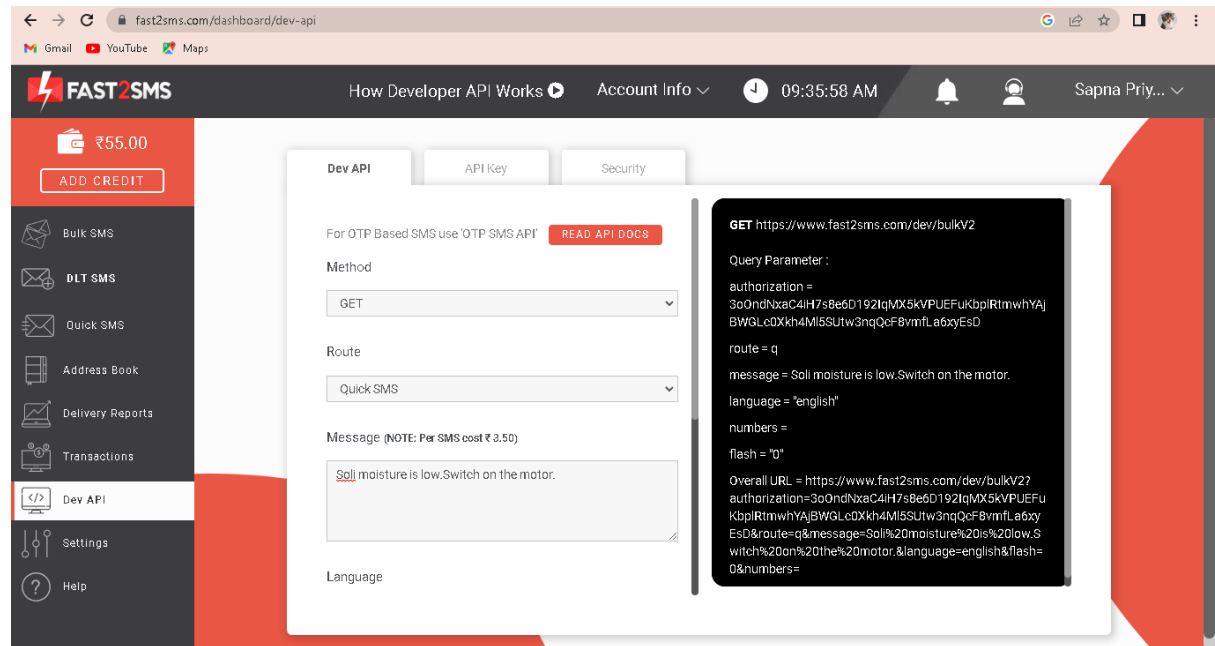 fast2sms.com/dashboard/dev-api
Gmail YouTube Maps
FAST2SMS How Developer API Works Account Info 09:35:58 AM Sapna Priy...
₹55.00
ADD CREDIT
Bulk SMS
DLT SMS
Quick SMS
Address Book
Delivery Reports
Transactions
Dev API
Settings
Help
Dev API API Key Security
For OTP Based SMS use 'OTP SMS API' READ API DOCS
Method
GET
Route
Quick SMS
Message (NOTE: Per SMS cost ₹ 3.50)
Soli moisture is low.Switch on the motor.
Language
GET https://www.fast2sms.com/dev/bulkV2
Query Parameter :
authorization =
3oOndNxaC4iH7s8e6D192IqMX5kVPUEFuKbplRtmwhYAj
BWGLc0Xkh4Ml5SUtw3nqQcF8vmfLa6xyEsD
route = q
message = Soli moisture is low.Switch on the motor.
language = "english"
numbers =
flash = "0"
Overall URL = https://www.fast2sms.com/dev/bulkV2?
authorization=3oOndNxaC4iH7s8e6D192IqMX5kVPUEFu
KbplRtmwhYAjBWGLc0Xkh4Ml5SUtw3nqQcF8vmfLa6xy
EsD&route=q&message=Soli%20moisture%20is%20low.S
witch%20on%20the%20motor.&language=english&flash=
0&numbers=